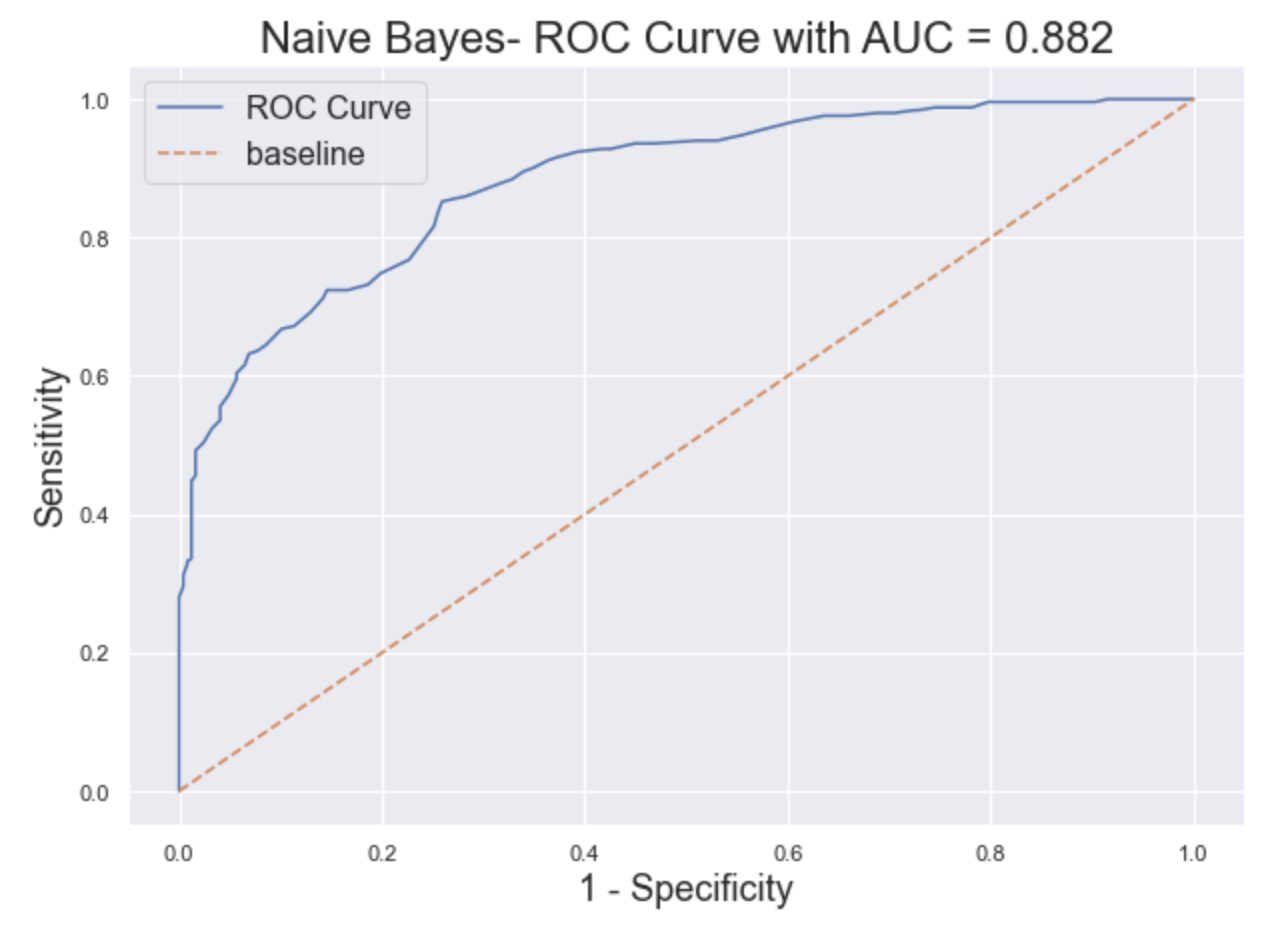 Naive Bayes- ROC Curve with AUC = 0.882
ROC Curve
baseline
1.0
0.8
0.6
0.4
0.2
0.0
Sensitivity
0.0 0.2 0.4 0.6 0.8 1.0
1 - Specificity